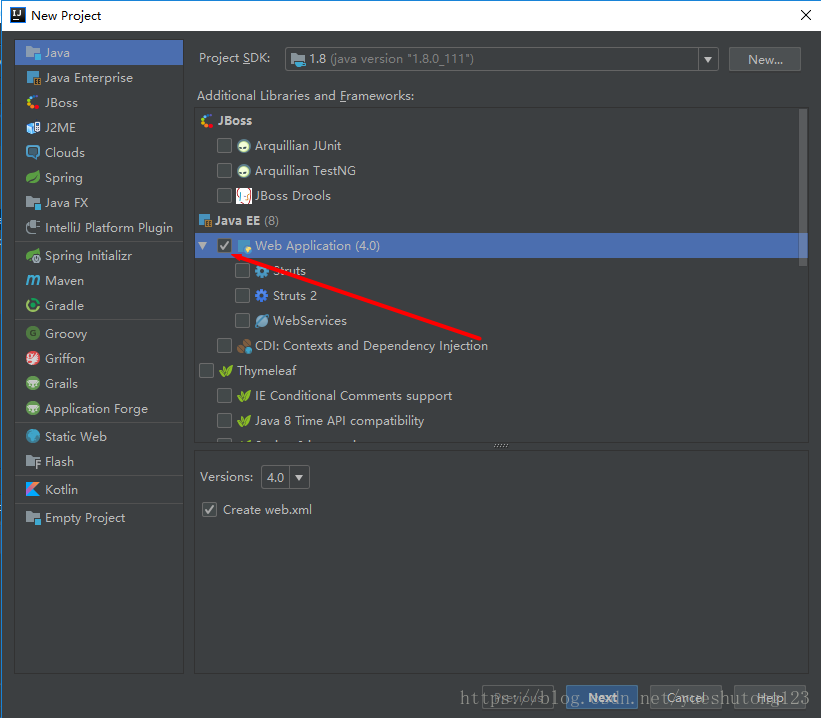 New Project
Java
Java Enterprise
JBoss
J2ME
Clouds
Spring
Java FX
IntelliJ Platform Plugin
Spring Initializr
Maven
Gradle
Groovy
Griffon
Grails
Application Forge
Static Web
Flash
Kotlin
Empty Project
Project SDK: 1.8 (java version "1.8.0_111") New...
Additional Libraries and Frameworks:
JBoss
Arquillian JUnit
Arquillian TestNG
JBoss Drools
Java EE (8)
Web Application (4.0)
Struts
Struts 2
WebServices
CDI: Contexts and Dependency Injection
Thymeleaf
IE Conditional Comments support
Java 8 Time API compatibility
Versions: 4.0
Create web.xml
Previous Next Cancel Help
https://blog.csdn.net/yueshutong123